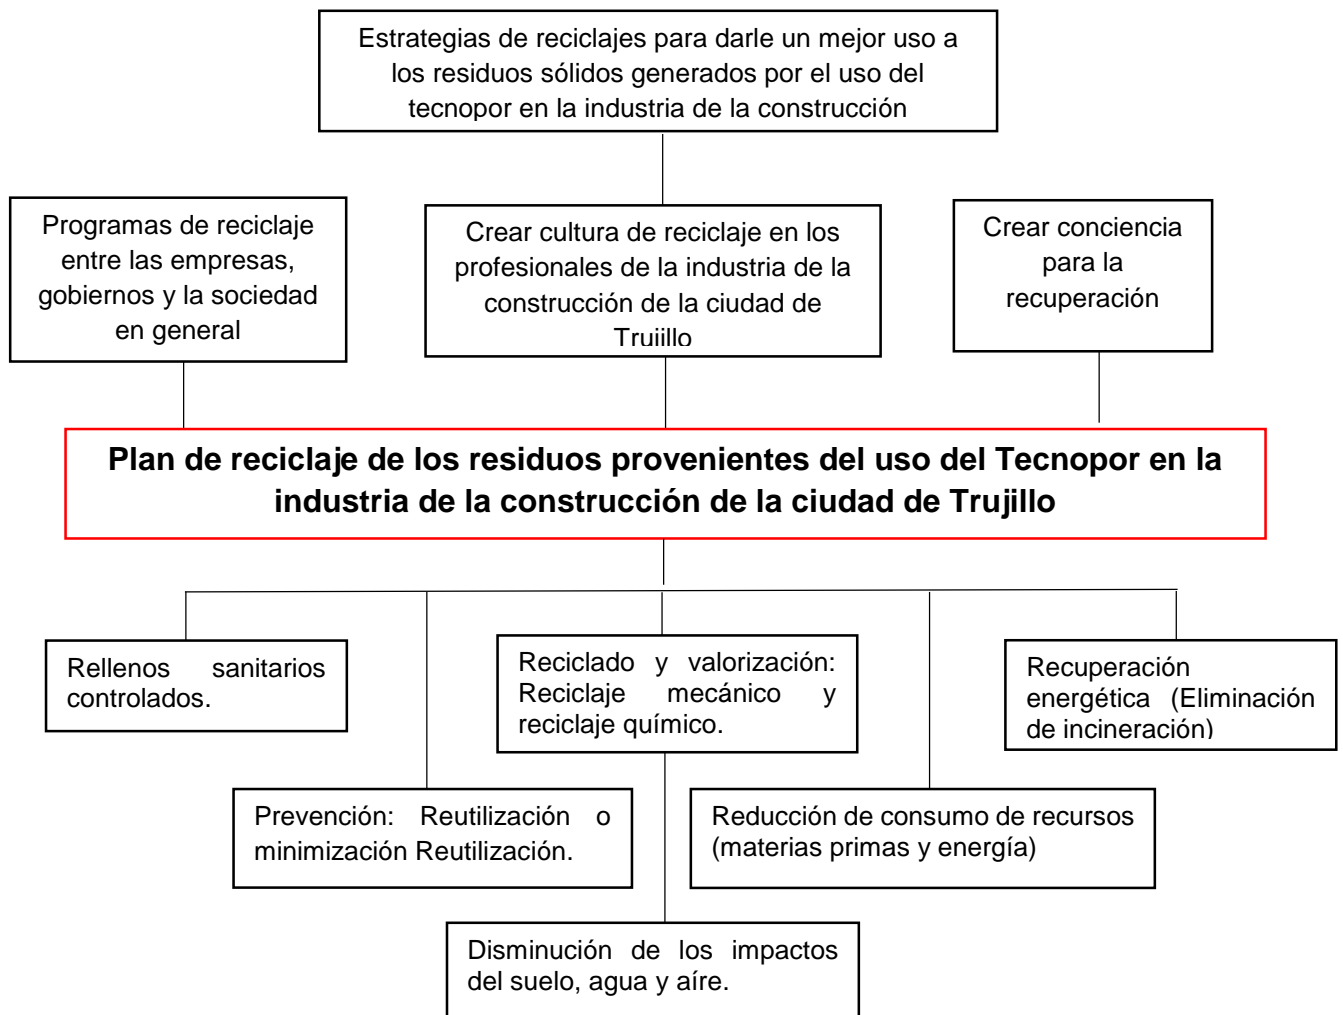 Estrategias de reciclajes para darle un mejor uso a
los residuos sólidos generados por el uso del
tecnopor en la industria de la construcción
Programas de reciclaje
entre las empresas,
gobiernos y la sociedad
en general
Crear cultura de reciclaje en los
profesionales de la industria de la
construcción de la ciudad de
Trujillo
Crear conciencia
para la
recuperación
Plan de reciclaje de los residuos provenientes del uso del Tecnopor en la
industria de la construcción de la ciudad de Trujillo
Rellenos sanitarios
controlados.
Reciclado y valorización:
Reciclaje mecánico y
reciclaje químico.
Recuperación
energética (Eliminación
de incineración)
Prevención: Reutilización o
minimización Reutilización.
Reducción de consumo de recursos
(materias primas y energía)
Disminución de los impactos
del suelo, agua y aíre.